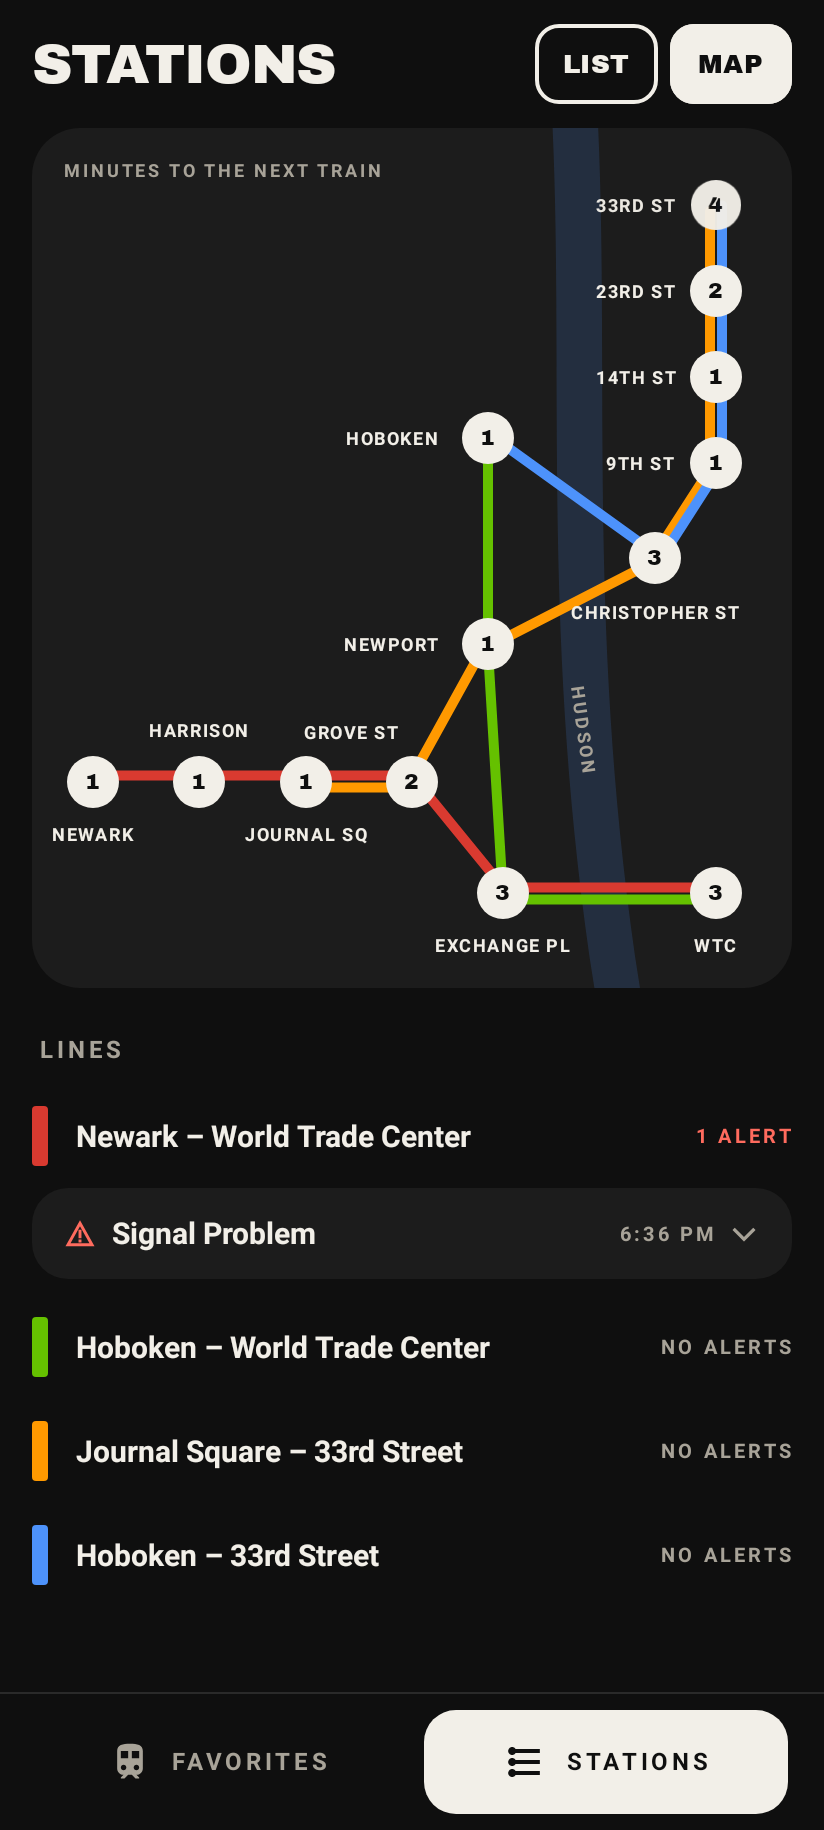 STATIONS
LIST
MAP
MINUTES TO THE NEXT TRAIN
33RD ST
4
23RD ST
2
14TH ST
1
HOBOKEN
1
9TH ST
1
3
CHRISTOPHER ST
NEWPORT
1
HUDSON
HARRISON
GROVE ST
1
1
1
2
NEWARK
JOURNAL SQ
3
3
EXCHANGE PL
WTC
LINES
Newark – World Trade Center
1 ALERT
Signal Problem
6:36 PM
Hoboken – World Trade Center
NO ALERTS
Journal Square – 33rd Street
NO ALERTS
Hoboken – 33rd Street
NO ALERTS
FAVORITES
STATIONS